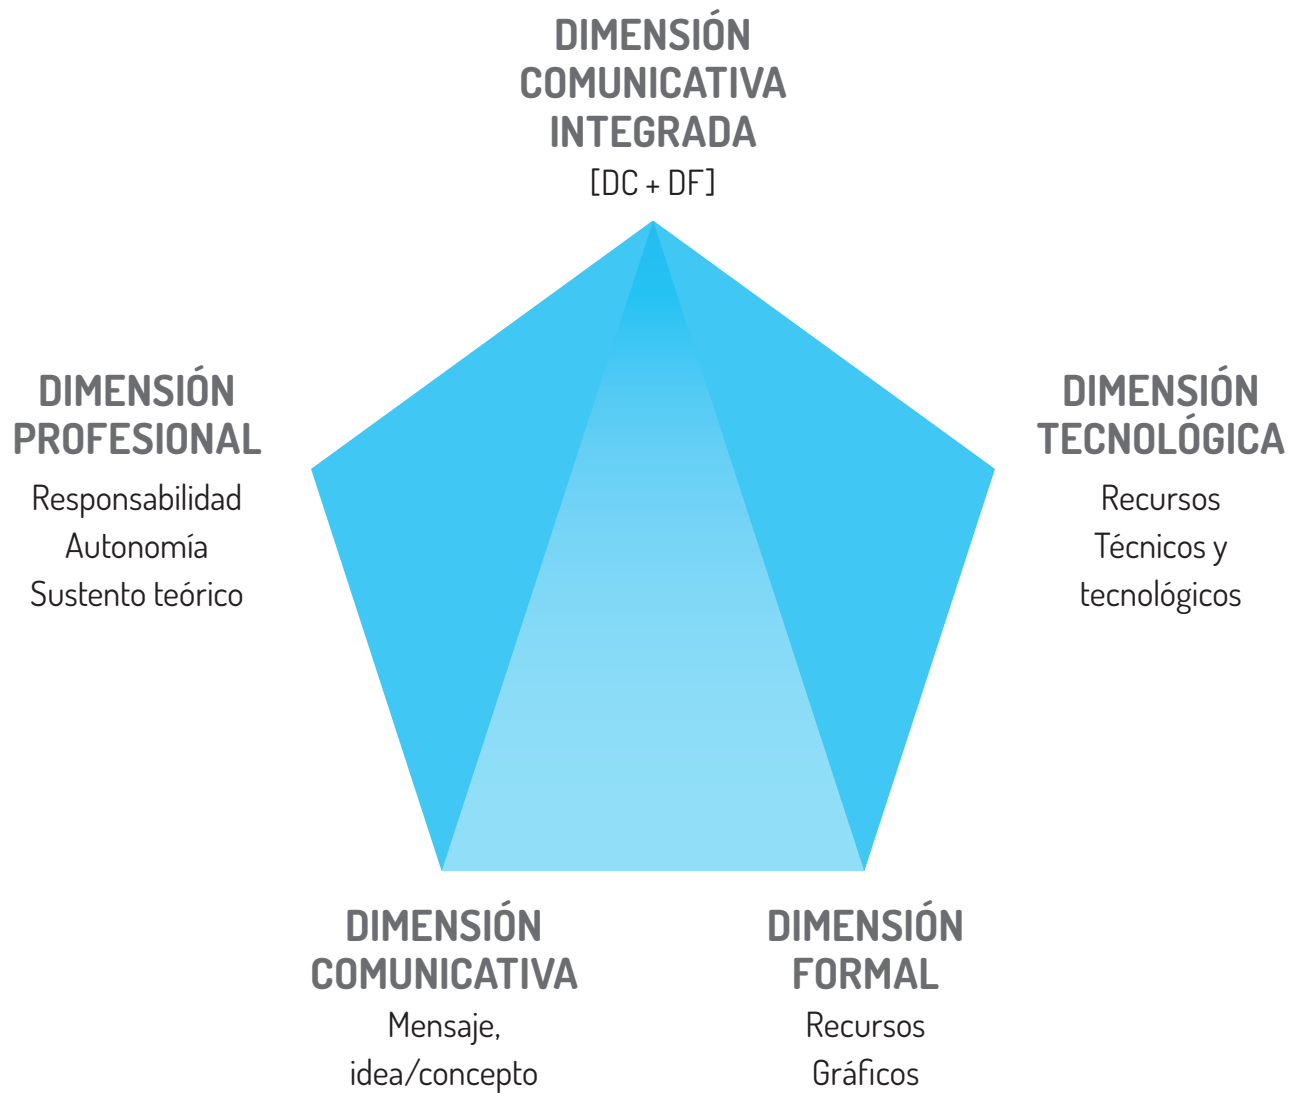 DIMENSIÓN
COMUNICATIVA
INTEGRADA
[DC + DF]
DIMENSIÓN
PROFESIONAL
Responsabilidad
Autonomía
Sustento teórico
DIMENSIÓN
TECNOLÓGICA
Recursos
Técnicos y
tecnológicos
DIMENSIÓN
COMUNICATIVA
Mensaje,
idea/concepto
DIMENSIÓN
FORMAL
Recursos
Gráficos